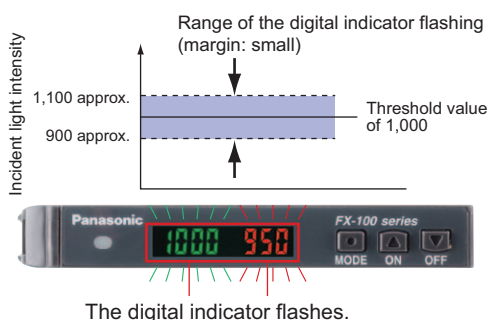 Range of the digital indicator flashing
(margin: small)
Incident light intensity
1,100 approx.
900 approx.
Threshold value
of 1,000
Panasonic
1000 950
FX-100 series
MODE ON OFF
The digital indicator flashes.